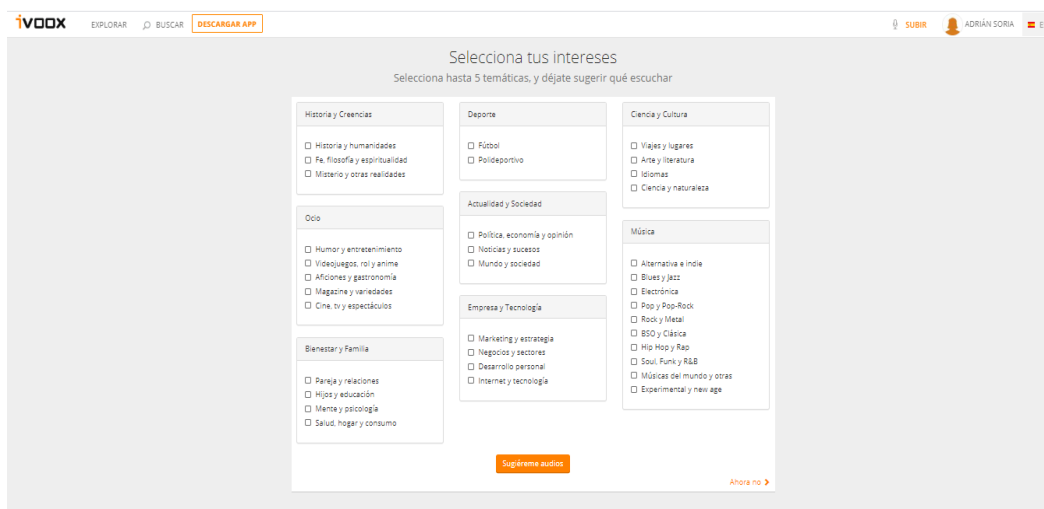 ivoox
EXPLORAR
BUSCAR
DESCARGAR APP
SUBIR
ADRIÁN SORIA
E
Selecciona tus intereses
Selecciona hasta 5 temáticas, y déjate sugerir qué escuchar
Historia y Creencias
Historia y humanidades
Fe, filosofía y espiritualidad
Misterio y otras realidades
Ocio
Humor y entretenimiento
Videojuegos, rol y anime
Aficiones y gastronomía
Magazine y variedades
Cine, tv y espectáculos
Bienestar y Familia
Pareja y relaciones
Hijos y educación
Mente y psicología
Salud, hogar y consumo
Deporte
Fútbol
Polideportivo
Actualidad y Sociedad
Política, economía y opinión
Noticias y sucesos
Mundo y sociedad
Empresa y Tecnología
Marketing y estrategia
Negocios y sectores
Desarrollo personal
Internet y tecnología
Ciencia y Cultura
Viajes y lugares
Arte y literatura
Idiomas
Ciencia y naturaleza
Música
Alternativa e indie
Blues y Jazz
Electrónica
Pop y Pop-Rock
Rock y Metal
BSO y Clásica
Hip Hop y Rap
Soul, Funk y R&B
Músicas del mundo y otras
Experimental y new age
Sugiéreme audios
Ahora no